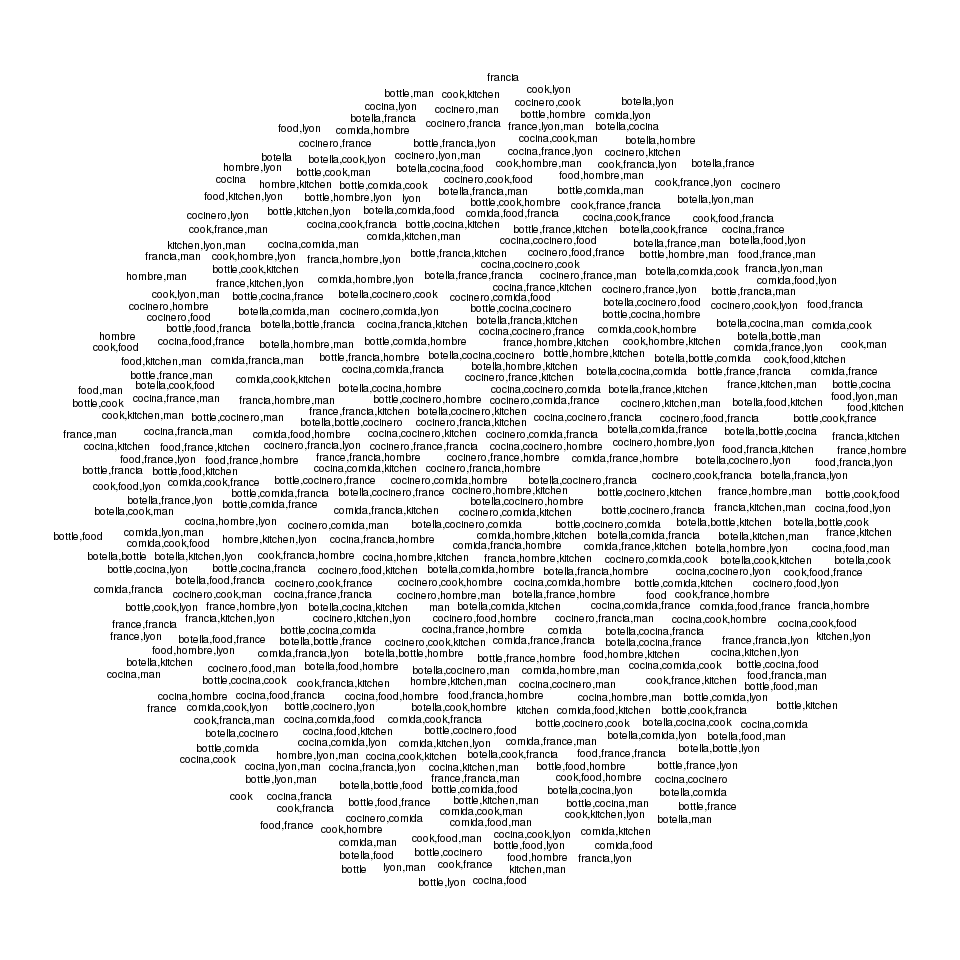 francia
cook,lyon
bottle,man cook,kitchen
cocinero,cook botella,lyon
cocina,lyon cocinero,man
bottle,hombre comida,lyon
botella,francia cocinero,francia
france,lyon,man botella,cocina
food,lyon comida,hombre
cocina,cook,man botella,hombre
cocinero,france bottle,francia,lyon
cocina,france,lyon cocinero,kitchen
botella botella,cook,lyon cocinero,lyon,man
cook,hombre,man cook,francia,lyon botella,france
hombre,lyon bottle,cook,man botella,cocina,food
food,hombre,man
cocina hombre,kitchen bottle,comida,cook cocinero,cook,food
cook,france,lyon cocinero
food,kitchen,lyon bottle,hombre,lyon lyon botella,francia,man bottle,comida,man
botella,lyon,man
bottle,cook,hombre cook,france,francia
cocinero,lyon bottle,kitchen,lyon botella,comida,food comida,food,francia
cocina,cook,france cook,food,francia
cook,france,man cocina,cook,francia bottle,cocina,kitchen bottle,france,kitchen botella,cook,france cocina,france
kitchen,lyon,man cocina,comida,man comida,kitchen,man cocina,cocinero,food botella,france,man botella,food,lyon
francia,man cook,hombre,lyon francia,hombre,lyon bottle,francia,kitchen cocinero,food,france bottle,hombre,man food,france,man
bottle,cook,kitchen cocina,cocinero,cook
hombre,man france,kitchen,lyon comida,hombre,lyon botella,france,francia cocinero,france,man botella,comida,cook francia,lyon,man
comida,food,lyon
cook,lyon,man bottle,cocina,france botella,cocinero,cook cocina,france,kitchen cocinero,france,lyon bottle,francia,man
cocinero,comida,food
cocinero,hombre botella,comida,man cocinero,comida,lyon bottle,cocina,cocinero botella,cocinero,food cocinero,cook,lyon food,francia
cocinero,food bottle,cocina,hombre
bottle,food,francia botella,bottle,francia cocina,francia,kitchen botella,francia,kitchen
botella,cocina,man comida,cook
hombre cocina,food,france cocina,cocinero,france comida,cook,hombre botella,bottle,man
cook,food botella,hombre,man bottle,comida,hombre france,hombre,kitchen cook,hombre,kitchen comida,france,lyon cook,man
food,kitchen,man comida,francia,man bottle,francia,hombre botella,cocina,cocinero bottle,hombre,kitchen botella,bottle,comida cook,food,kitchen
bottle,france,man cocina,comida,francia botella,hombre,kitchen botella,cocina,comida bottle,france,francia comida,france
botella,cook,food comida,cook,kitchen cocinero,france,kitchen
food,man botella,cocina,hombre cocina,cocinero,comida botella,france,kitchen france,kitchen,man bottle,cocina
bottle,cook cocina,france,man francia,hombre,man bottle,cocinero,hombre cocinero,comida,france cocinero,kitchen,man botella,food,kitchen food,lyon,man
food,kitchen
cook,kitchen,man bottle,cocinero,man france,francia,kitchen botella,cocinero,kitchen cocina,cocinero,francia cocinero,food,francia bottle,cook,france
botella,bottle,cocinero cocinero,francia,kitchen
france,man cocina,francia,man comida,food,hombre cocina,cocinero,kitchen cocinero,comida,francia botella,comida,france botella,bottle,cocina francia,kitchen
cocina,kitchen food,france,kitchen cocinero,francia,lyon cocinero,france,francia cocina,cocinero,hombre cocinero,hombre,lyon food,francia,kitchen france,hombre
food,france,lyon food,france,hombre france,francia,hombre cocinero,france,hombre comida,france,hombre botella,cocinero,lyon food,francia,lyon
bottle,francia bottle,food,kitchen cocina,comida,kitchen cocinero,francia,hombre cocinero,cook,francia botella,francia,lyon
cook,food,lyon comida,cook,france bottle,cocinero,france cocinero,comida,hombre botella,cocinero,francia
bottle,comida,francia botella,cocinero,france cocinero,hombre,kitchen bottle,cocinero,kitchen france,hombre,man bottle,cook,food
botella,france,lyon bottle,comida,france botella,cocinero,hombre
botella,cook,man comida,francia,kitchen cocinero,comida,kitchen bottle,cocinero,francia francia,kitchen,man cocina,food,lyon
cocina,hombre,lyon cocinero,comida,man botella,cocinero,comida bottle,cocinero,comida botella,bottle,kitchen botella,bottle,cook
bottle,food comida,lyon,man hombre,kitchen,lyon cocina,francia,hombre comida,hombre,kitchen botella,comida,francia botella,kitchen,man france,kitchen
comida,cook,food comida,francia,hombre comida,france,kitchen botella,hombre,lyon cocina,food,man
botella,bottle botella,kitchen,lyon cook,francia,hombre cocina,hombre,kitchen francia,hombre,kitchen cocinero,comida,cook botella,cook,kitchen botella,cook
bottle,cocina,lyon bottle,cocina,francia cocinero,food,kitchen botella,comida,hombre botella,francia,hombre cocina,cocinero,lyon cook,food,france
botella,food,francia cocinero,cook,france cocinero,cook,hombre cocina,comida,hombre bottle,comida,kitchen cocinero,food,lyon
comida,francia cocinero,cook,man cocina,france,francia cocinero,hombre,man botella,france,hombre food cook,france,hombre
bottle,cook,lyon france,hombre,lyon botella,cocina,kitchen man botella,comida,kitchen cocina,comida,france comida,food,france francia,hombre
francia,kitchen,lyon cocinero,kitchen,lyon cocinero,food,hombre cocinero,francia,man cocina,cook,hombre
france,francia bottle,cocina,comida cocina,france,hombre comida botella,cocina,francia cocina,cook,food
france,lyon botella,food,france bottle,botella,france cocinero,cook,kitchen comida,france,francia botella,cocina,france france,francia,lyon kitchen,lyon
food,hombre,lyon comida,francia,lyon botella,bottle,hombre bottle,france,hombre food,hombre,kitchen cocina,kitchen,lyon
botella,kitchen cocinero,food,man botella,food,hombre botella,cocinero,man comida,hombre,man cocina,comida,cook bottle,cocina,food
cocina,man bottle,cocina,cook cook,francia,kitchen hombre,kitchen,man cocina,cocinero,man cook,france,kitchen food,francia,man
bottle,food,man
cocina,hombre cocina,food,francia cocina,food,hombre food,francia,hombre cocina,hombre,man bottle,comida,lyon
france comida,cook,lyon bottle,cocinero,lyon botella,cook,hombre kitchen comida,food,kitchen bottle,cook,francia bottle,kitchen
cook,francia,man cocina,comida,food comida,cook,francia bottle,cocinero,cook botella,cocina,cook cocina,comida
botella,cocinero cocina,food,kitchen bottle,cocinero,food botella,comida,lyon botella,food,man
bottle,comida cocina,comida,lyon comida,kitchen,lyon comida,france,man botella,bottle,lyon
cocina,cook hombre,lyon,man cocina,cook,kitchen botella,cook,francia food,france,francia
cocina,lyon,man cocina,francia,lyon cocina,kitchen,man bottle,food,hombre bottle,france,lyon
bottle,lyon,man botella,bottle,food france,francia,man cook,food,hombre cocina,cocinero
bottle,comida,food botella,cocina,lyon botella,comida
cook cocina,francia bottle,food,france bottle,kitchen,man bottle,cocina,man bottle,france
cook,francia comida,cook,man cook,kitchen,lyon
cocinero,comida comida,food,man botella,man
food,france cook,hombre cocina,cook,lyon comida,kitchen
comida,man cook,food,man bottle,food,lyon comida,food
botella,food bottle,cocinero food,hombre francia,lyon
bottle lyon,man cook,france kitchen,man
bottle,lyon cocina,food